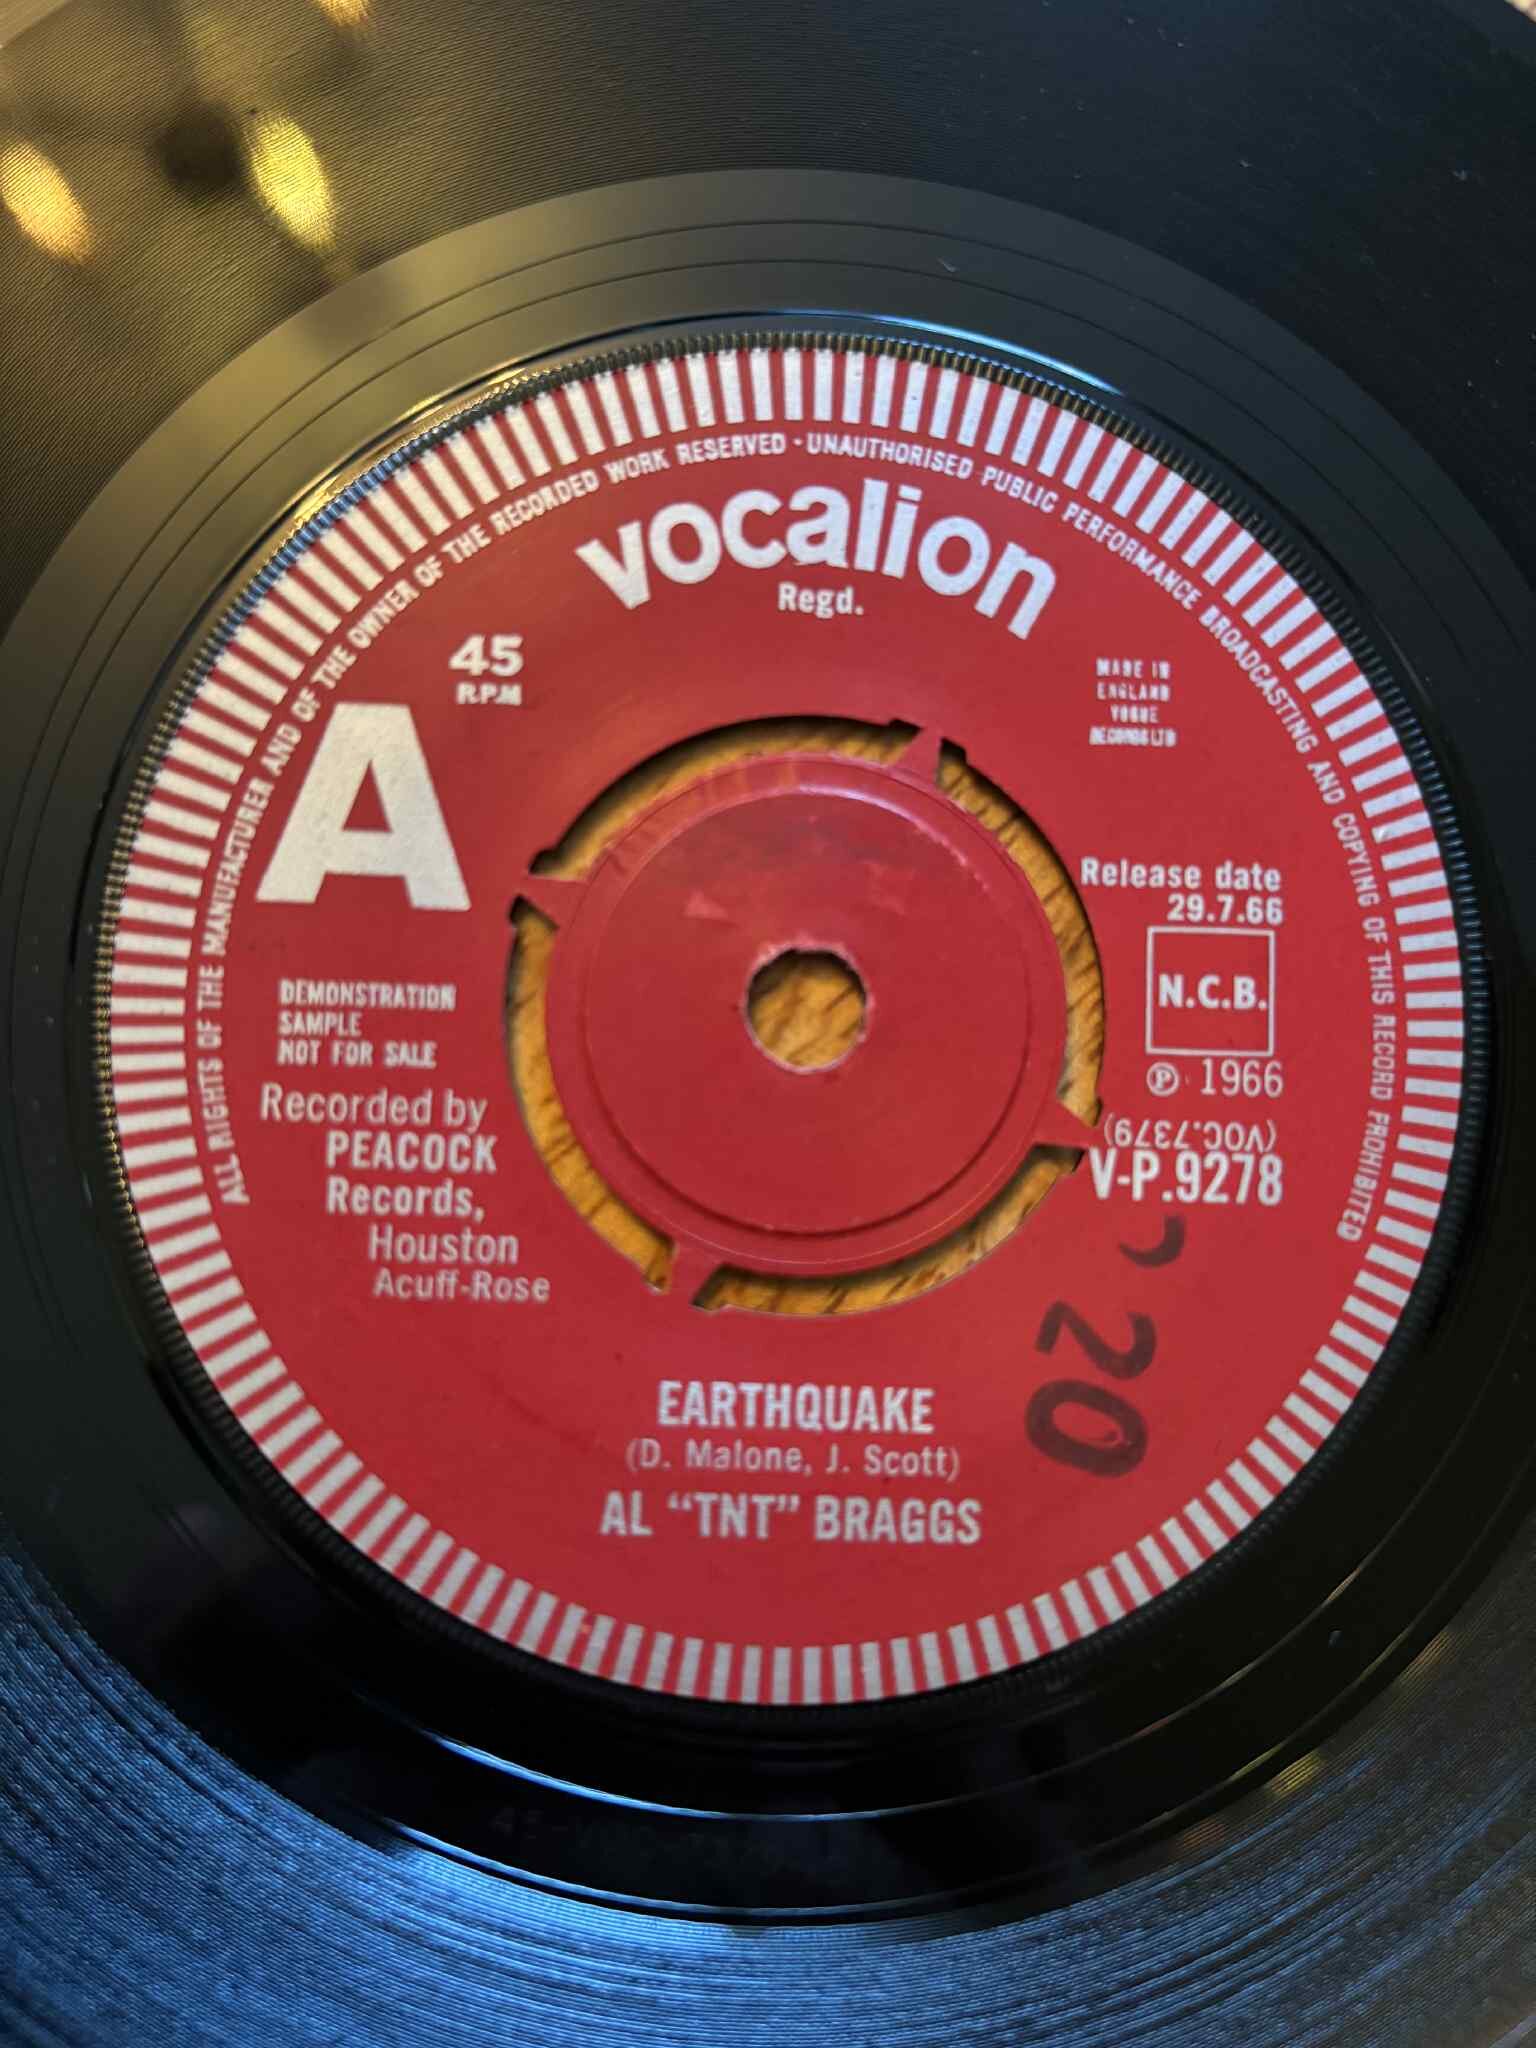 ALL RIGHTS OF THE MANUFACTURER AND OF THE OWNER OF THE RECORDED WORK RESERVED · UNAUTHORISED PUBLIC PERFORMANCE BROADCASTING AND COPYING OF THIS RECORD PROHIBITED
vocalion
Regd.
45
R.P.M
A
MADE IN
ENGLAND
VOGUE
RECORDS LTD
Release date
29.7.66
N.C.B.
℗ 1966
(VOC.7379)
V-P.9278
DEMONSTRATION
SAMPLE
NOT FOR SALE
Recorded by
PEACOCK
Records,
Houston
Acuff-Rose
20
EARTHQUAKE
(D. Malone, J. Scott)
AL “TNT” BRAGGS